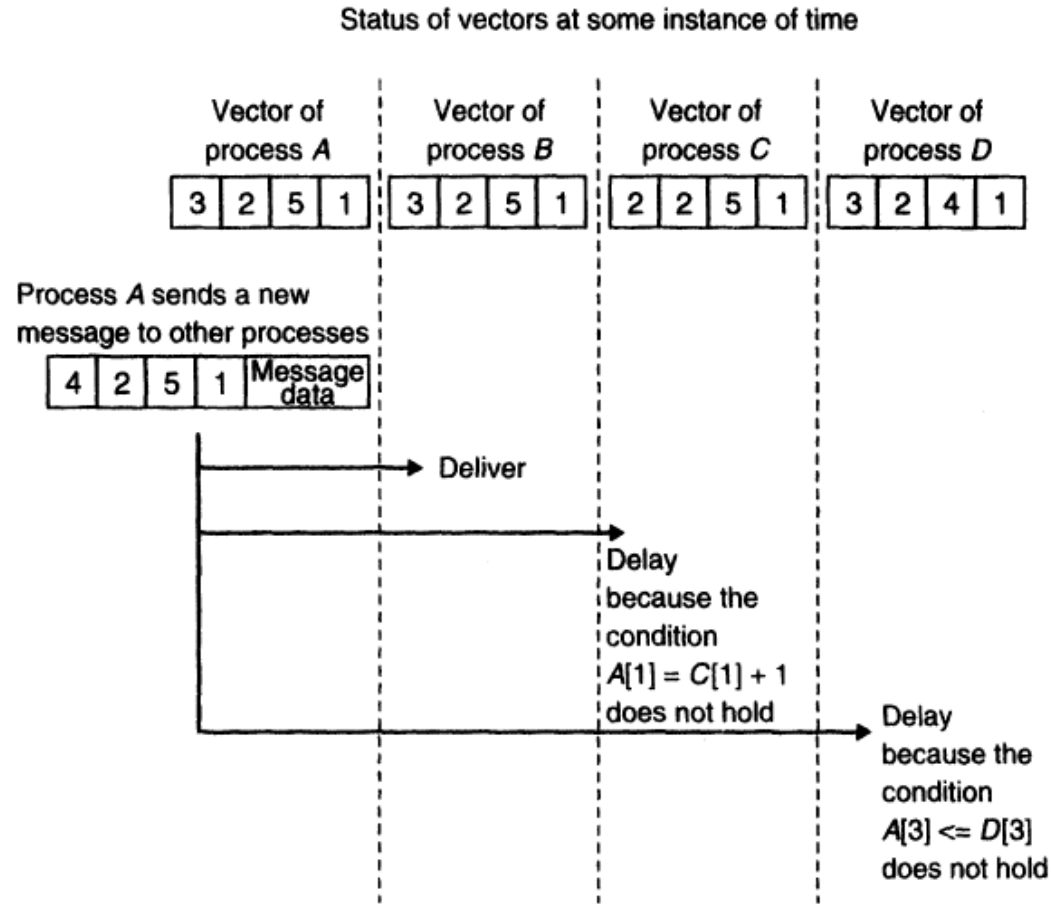 Status of vectors at some instance of time
Vector of
process A
Vector of
process B
Vector of
process C
Vector of
process D
3 2 5 1
3 2 5 1
2 2 5 1
3 2 4 1
Process A sends a new
message to other processes
4 2 5 1 Message
data
Deliver
Delay
because the
condition
A[1] = C[1] + 1
does not hold
Delay
because the
condition
A[3] <= D[3]
does not hold